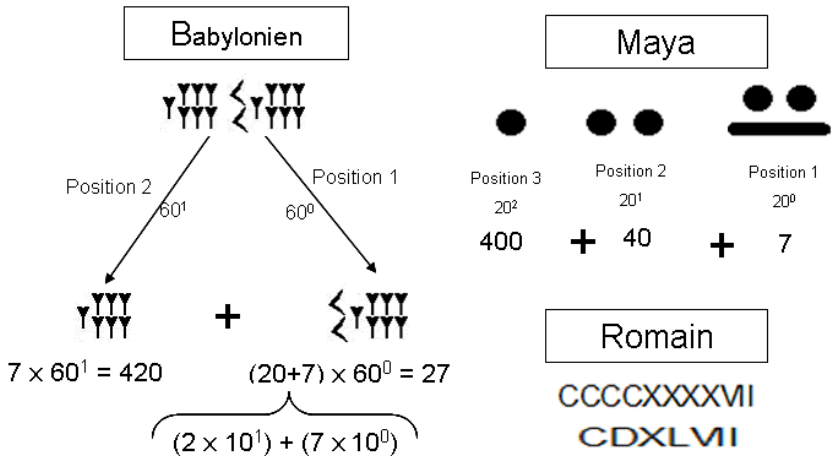 Babylonien
Position 2
60¹
Position 1
60⁰
+
7 x 60¹ = 420
(20+7) x 60⁰ = 27
(2 x 10¹) + (7 x 10⁰)
Maya
Position 3
Position 2
Position 1
20²
20¹
20⁰
400 + 40 + 7
Romain
CCCCXXXXVII
CDXLVII